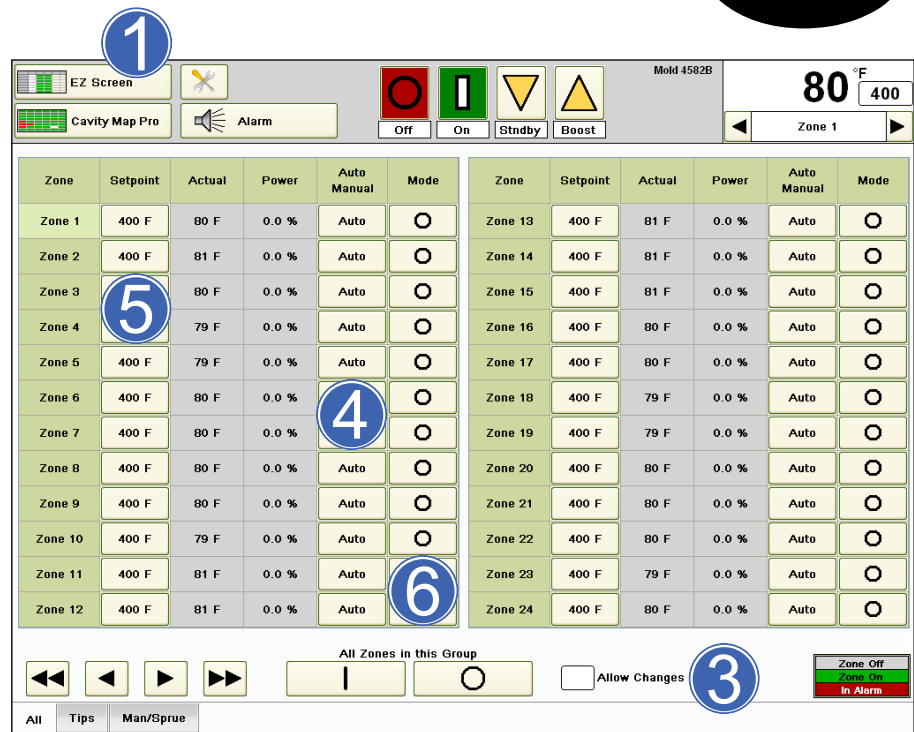 1
EZ Screen
Cavity Map Pro
Alarm
Off On Stndby Boost
Mold 4582B
80 °F 400
Zone 1
Zone Setpoint Actual Power Auto Manual Mode Zone Setpoint Actual Power Auto Manual Mode
Zone 1 400 F 80 F 0.0 % Auto O Zone 13 400 F 81 F 0.0 % Auto O
Zone 2 400 F 81 F 0.0 % Auto O Zone 14 400 F 81 F 0.0 % Auto O
Zone 3 80 F 0.0 % Auto O Zone 15 400 F 81 F 0.0 % Auto O
5
Zone 4 79 F 0.0 % Auto O Zone 16 400 F 80 F 0.0 % Auto O
Zone 5 400 F 79 F 0.0 % Auto O Zone 17 400 F 80 F 0.0 % Auto O
Zone 6 400 F 80 F 0.0 % O Zone 18 400 F 79 F 0.0 % Auto O
4
Zone 7 400 F 80 F 0.0 % O Zone 19 400 F 79 F 0.0 % Auto O
Zone 8 400 F 80 F 0.0 % Auto O Zone 20 400 F 80 F 0.0 % Auto O
Zone 9 400 F 80 F 0.0 % Auto O Zone 21 400 F 80 F 0.0 % Auto O
Zone 10 400 F 79 F 0.0 % Auto O Zone 22 400 F 80 F 0.0 % Auto O
Zone 11 400 F 81 F 0.0 % Auto Zone 23 400 F 79 F 0.0 % Auto O
6
Zone 12 400 F 81 F 0.0 % Auto Zone 24 400 F 80 F 0.0 % Auto O
All Zones in this Group
I O
Allow Changes 3
Zone Off
Zone On
In Alarm
All Tips Man/Sprue